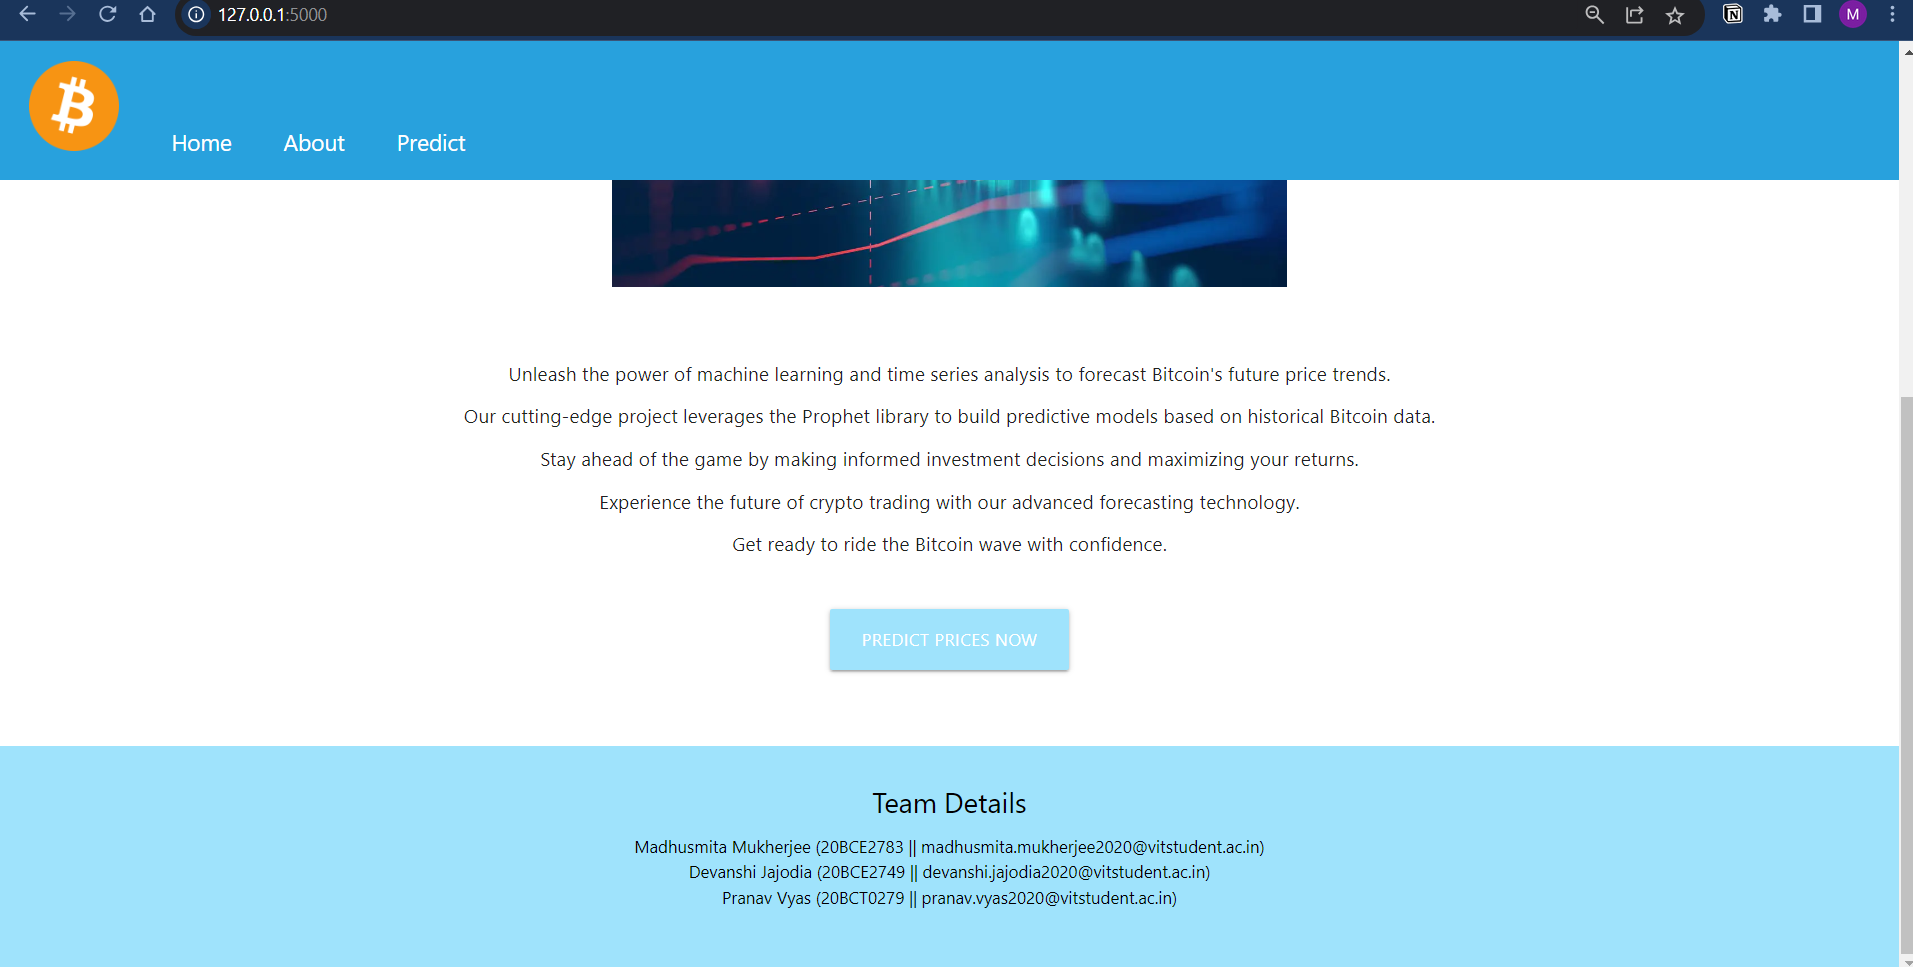 127.0.0.1:5000
M
Home About Predict
Unleash the power of machine learning and time series analysis to forecast Bitcoin's future price trends.
Our cutting-edge project leverages the Prophet library to build predictive models based on historical Bitcoin data.
Stay ahead of the game by making informed investment decisions and maximizing your returns.
Experience the future of crypto trading with our advanced forecasting technology.
Get ready to ride the Bitcoin wave with confidence.
PREDICT PRICES NOW
Team Details
Madhusmita Mukherjee (20BCE2783 || madhusmita.mukherjee2020@vitstudent.ac.in)
Devanshi Jajodia (20BCE2749 || devanshi.jajodia2020@vitstudent.ac.in)
Pranav Vyas (20BCT0279 || pranav.vyas2020@vitstudent.ac.in)